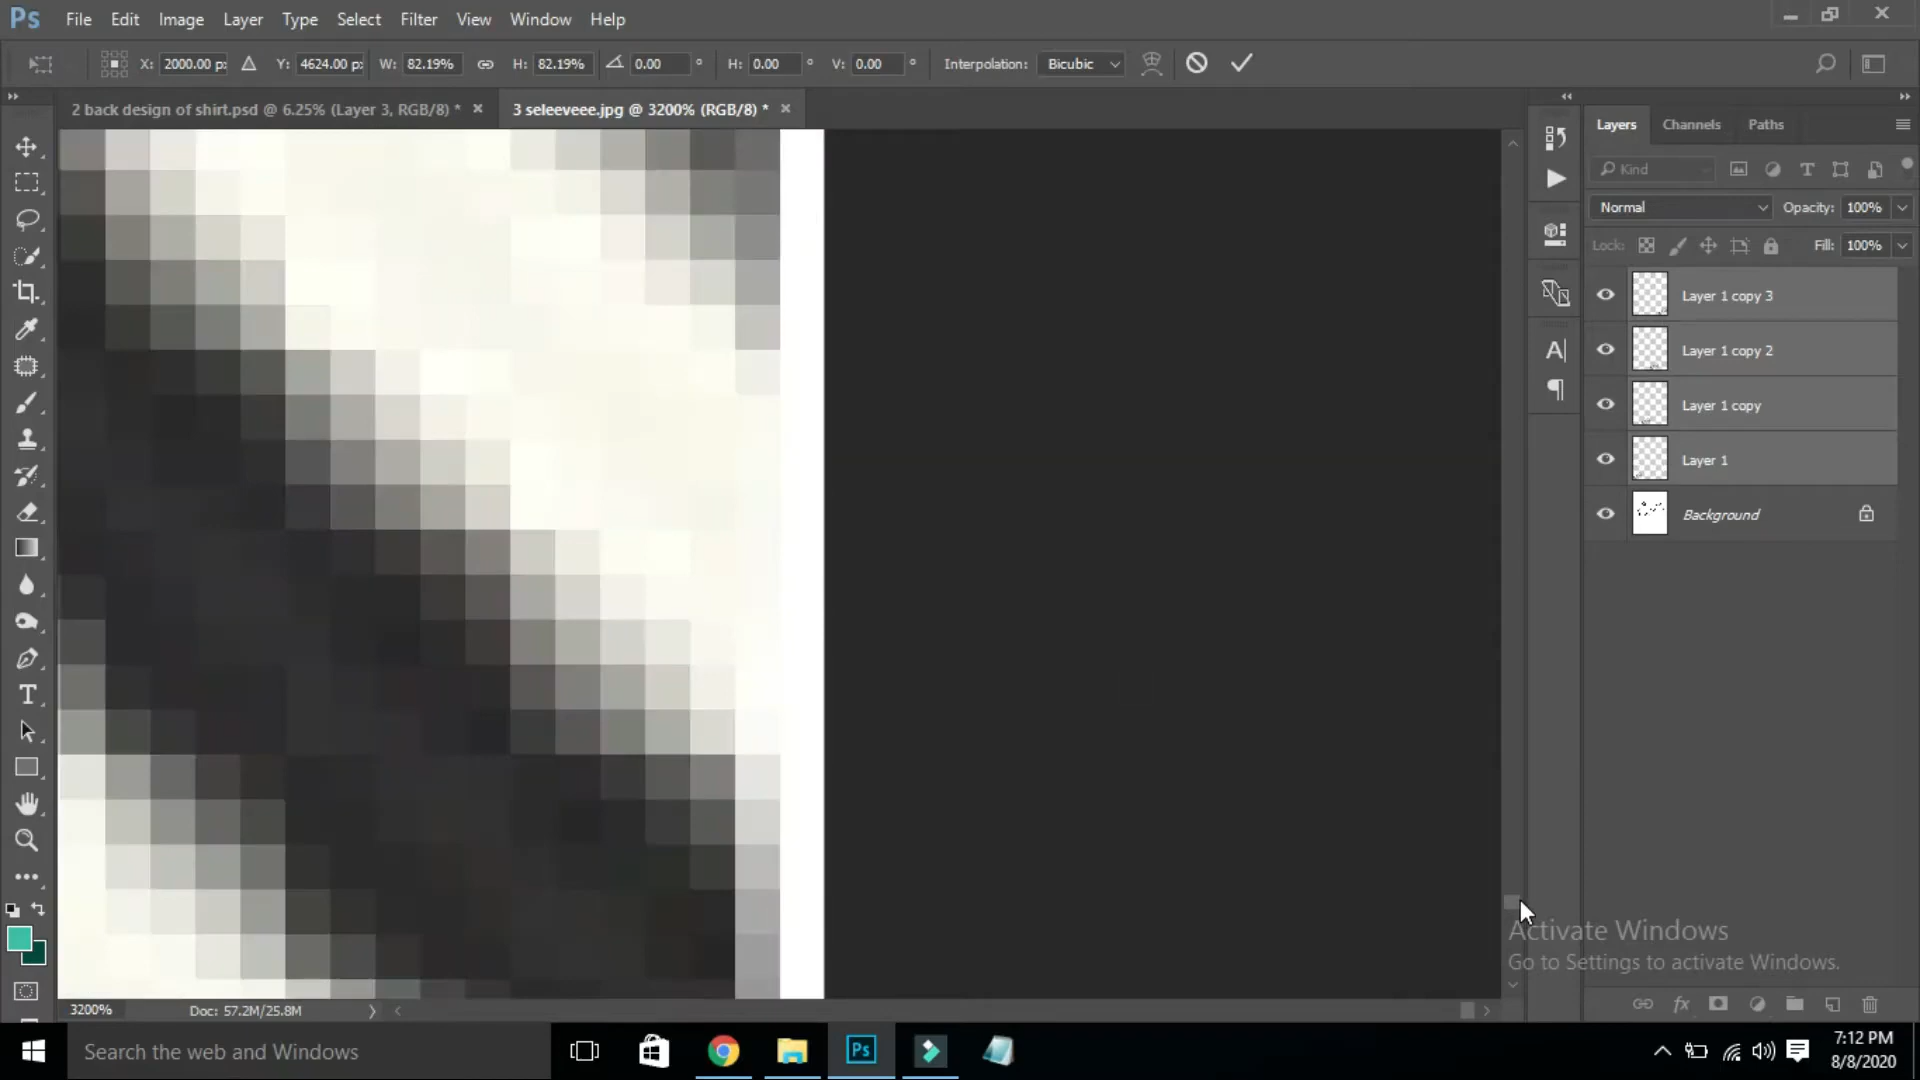 Ps File Edit Image Layer Type Select Filter View Window Help
X: 2000.00 p: Y: 4624.00 p: W: 82.19% H: 82.19% 0.00 ° H: 0.00 ° V: 0.00 ° Interpolation: Bicubic
2 back design of shirt.psd @ 6.25% (Layer 3, RGB/8) * × 3 seleeveee.jpg @ 3200% (RGB/8) * ×
Layers Channels Paths
Kind
Normal Opacity: 100%
Lock: Fill: 100%
Layer 1 copy 3
Layer 1 copy 2
Layer 1 copy
Layer 1
Background
Activate Windows
Go to Settings to activate Windows.
3200% Doc: 57.2M/25.8M
Search the web and Windows
Ps
7:12 PM
8/8/2020